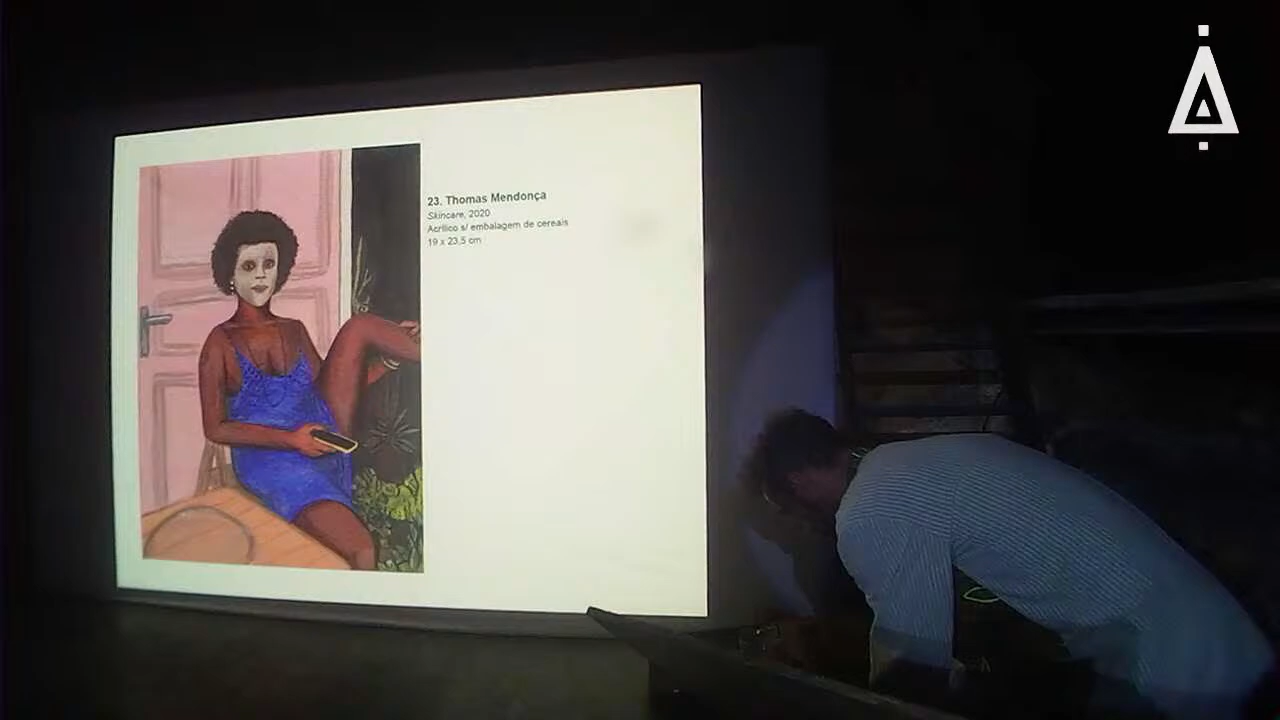 23. Thomas Mendonça
Skincare, 2020
Acrílico s/ embalagem de cereais
19 x 23,5 cm